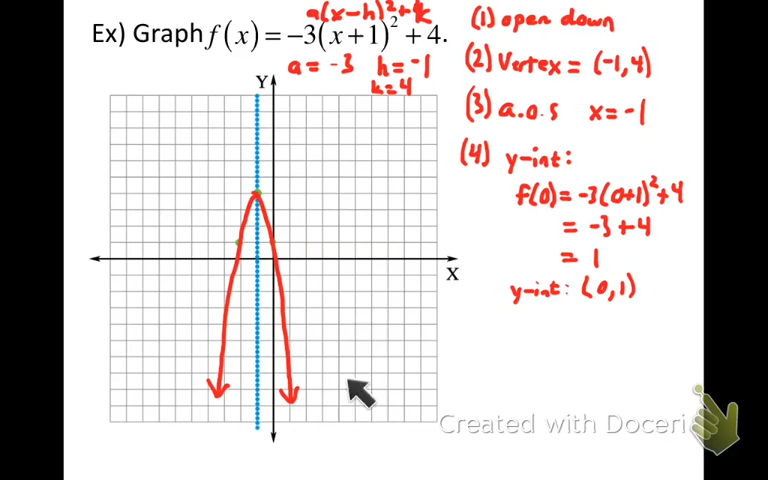 a(x-h)²+k
Ex) Graph f(x) = −3(x+1)² + 4.
a = -3 h = -1
k = 4
Y
X
(1) open down
(2) Vertex = (-1,4)
(3) a.o.s x = -1
(4) y-int:
f(0) = -3(0+1)²+4
= -3+4
= 1
y-int: (0,1)
Created with Doceri